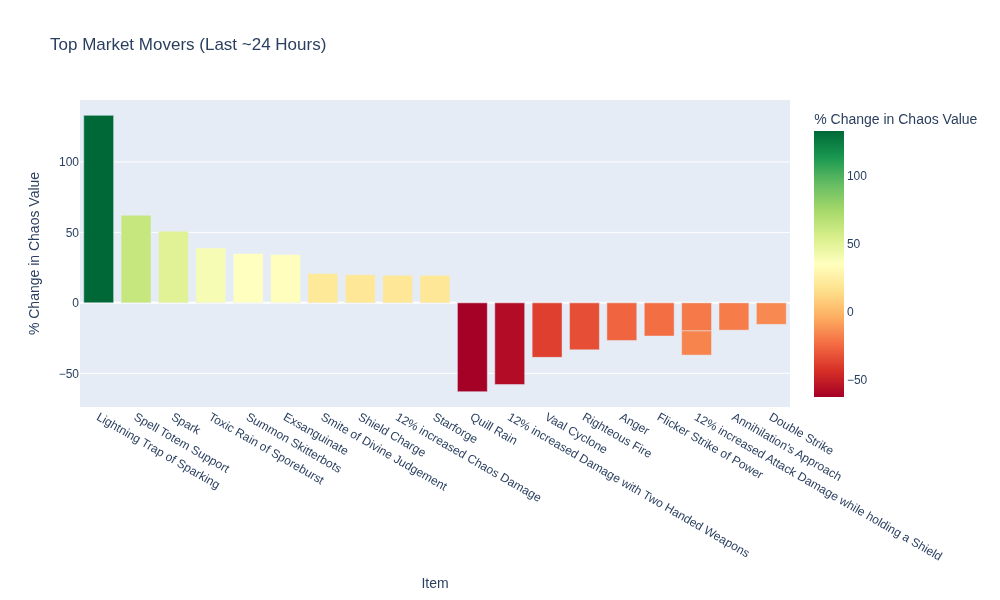 Top Market Movers (Last ~24 Hours)
% Change in Chaos Value
100
50
0
−50
Lightning Trap of Sparking
Spell Totem Support
Spark
Toxic Rain of Sporeburst
Summon Skitterbots
Exsanguinate
Smite of Divine Judgement
Shield Charge
12% increased Chaos Damage
Starforge
Quill Rain
12% increased Damage with Two Handed Weapons
Vaal Cyclone
Righteous Fire
Anger
Flicker Strike of Power
12% increased Attack Damage while holding a Shield
Annihilation's Approach
Double Strike
Item
% Change in Chaos Value
100
50
0
−50